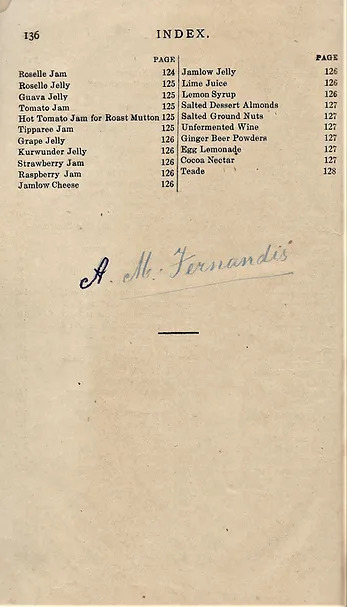 136 INDEX.
PAGE
Roselle Jam 124
Roselle Jelly 125
Guava Jelly 125
Tomato Jam 125
Hot Tomato Jam for Roast Mutton 125
Tipparee Jam 125
Grape Jelly 126
Kurwunder Jelly 126
Strawberry Jam 126
Raspberry Jam 126
Jamlow Cheese 126
PAGE
Jamlow Jelly 126
Lime Juice 126
Lemon Syrup 126
Salted Dessert Almonds 127
Salted Ground Nuts 127
Unfermented Wine 127
Ginger Beer Powders 127
Egg Lemonade 127
Cocoa Nectar 127
Teade 128
A. M. Fernandis